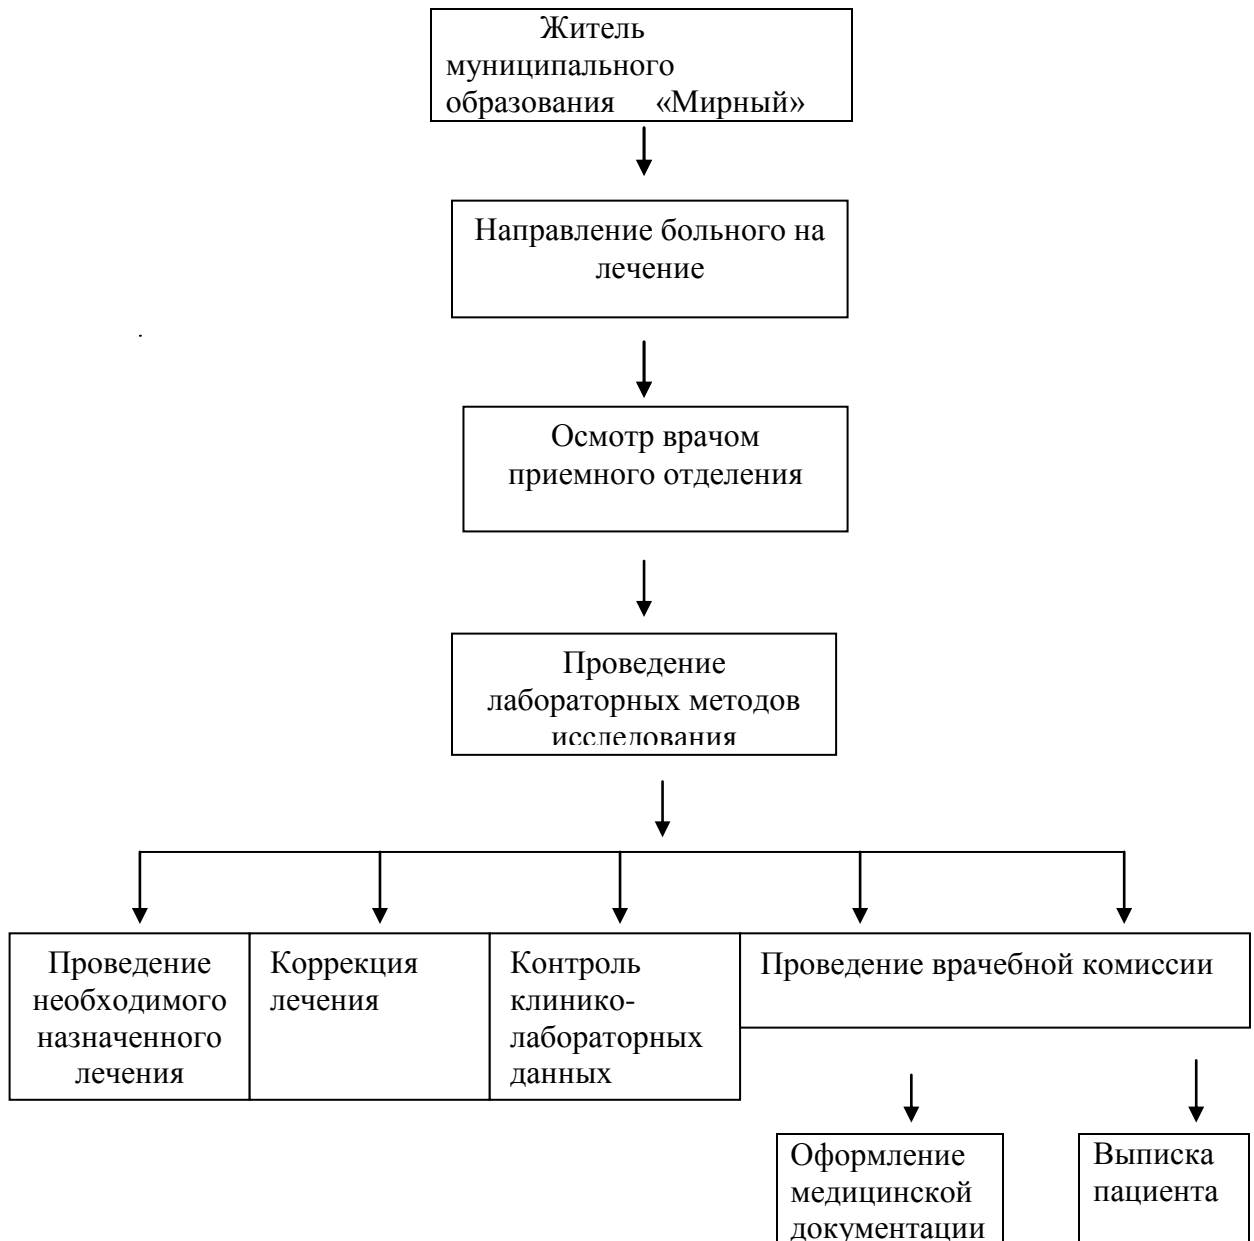 Житель
муниципального
образования «Мирный»
Направление больного на
лечение
Осмотр врачом
приемного отделения
Проведение
лабораторных методов
исследования
Проведение
необходимого
назначенного
лечения
Коррекция
лечения
Контроль
клинико-
лабораторных
данных
Проведение врачебной комиссии
Оформление
медицинской
документации
Выписка
пациента